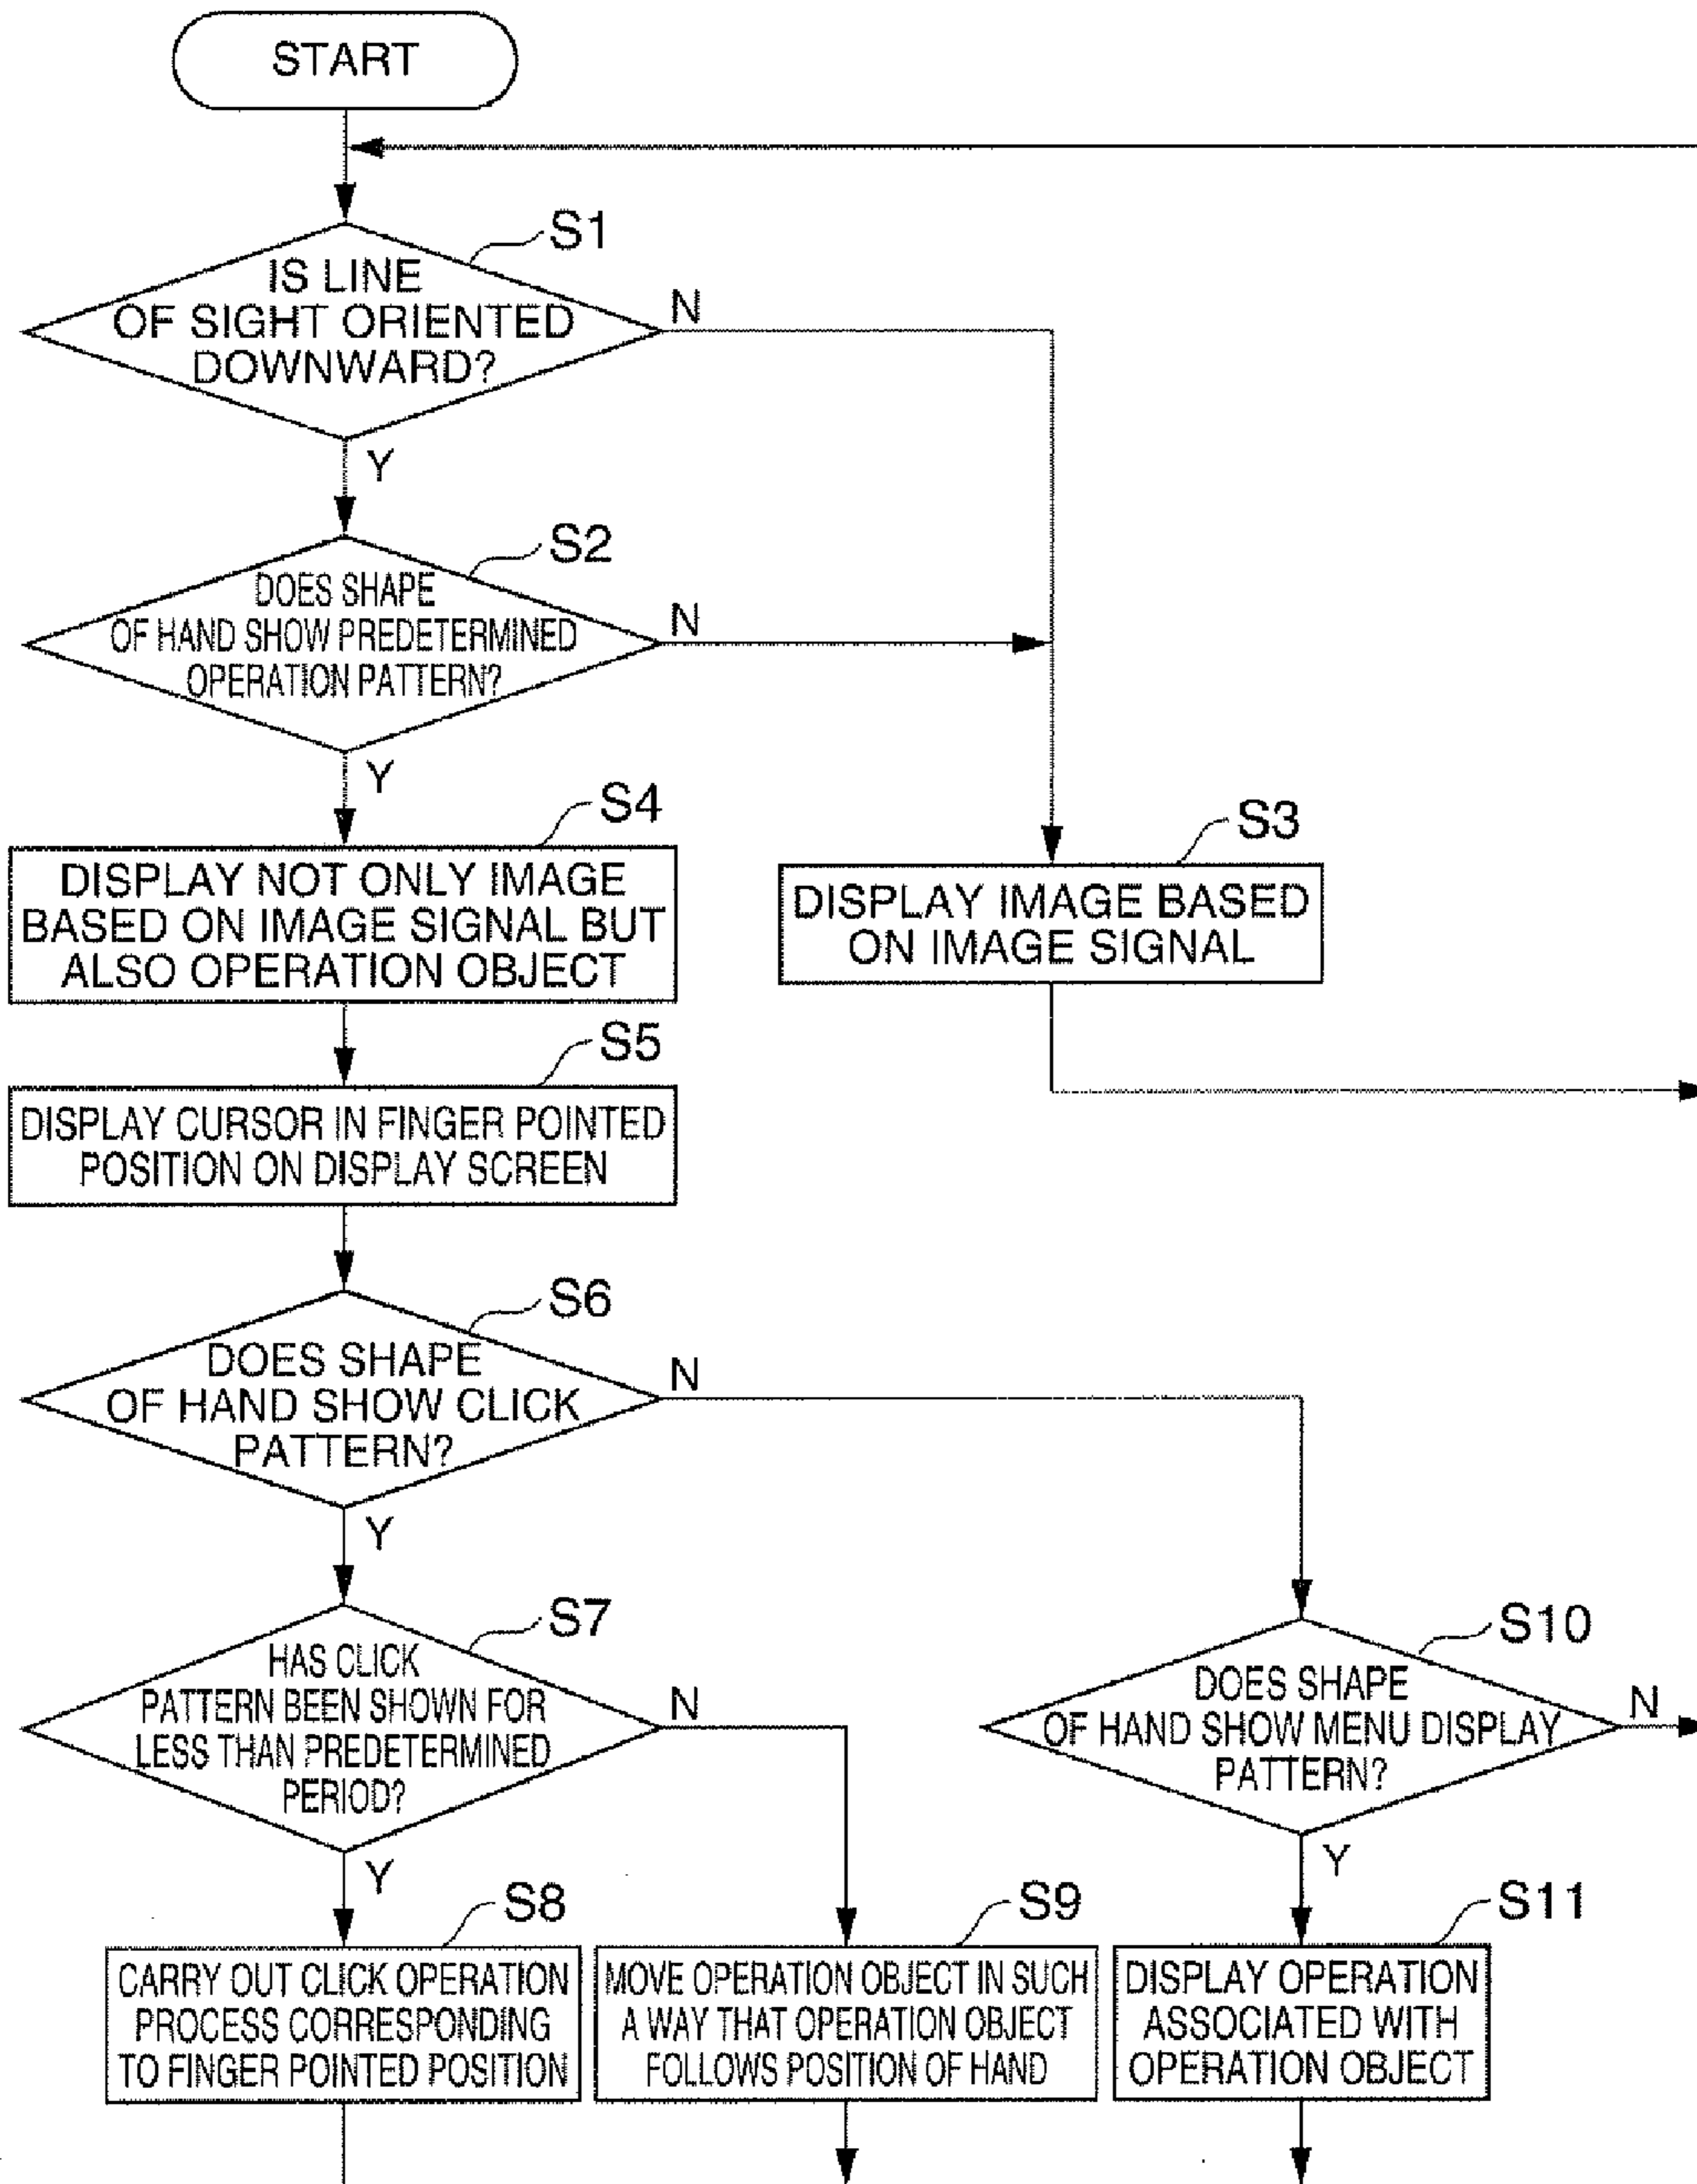 START
S1
IS LINE
OF SIGHT ORIENTED
DOWNWARD?
N
Y
S2
DOES SHAPE
OF HAND SHOW PREDETERMINED
OPERATION PATTERN?
N
Y
S4
DISPLAY NOT ONLY IMAGE
BASED ON IMAGE SIGNAL BUT
ALSO OPERATION OBJECT
S3
DISPLAY IMAGE BASED
ON IMAGE SIGNAL
S5
DISPLAY CURSOR IN FINGER POINTED
POSITION ON DISPLAY SCREEN
S6
DOES SHAPE
OF HAND SHOW CLICK
PATTERN?
N
Y
S7
HAS CLICK
PATTERN BEEN SHOWN FOR
LESS THAN PREDETERMINED
PERIOD?
N
Y
S10
DOES SHAPE
OF HAND SHOW MENU DISPLAY
PATTERN?
N
Y
S8
CARRY OUT CLICK OPERATION
PROCESS CORRESPONDING
TO FINGER POINTED POSITION
S9
MOVE OPERATION OBJECT IN SUCH
A WAY THAT OPERATION OBJECT
FOLLOWS POSITION OF HAND
S11
DISPLAY OPERATION
ASSOCIATED WITH
OPERATION OBJECT